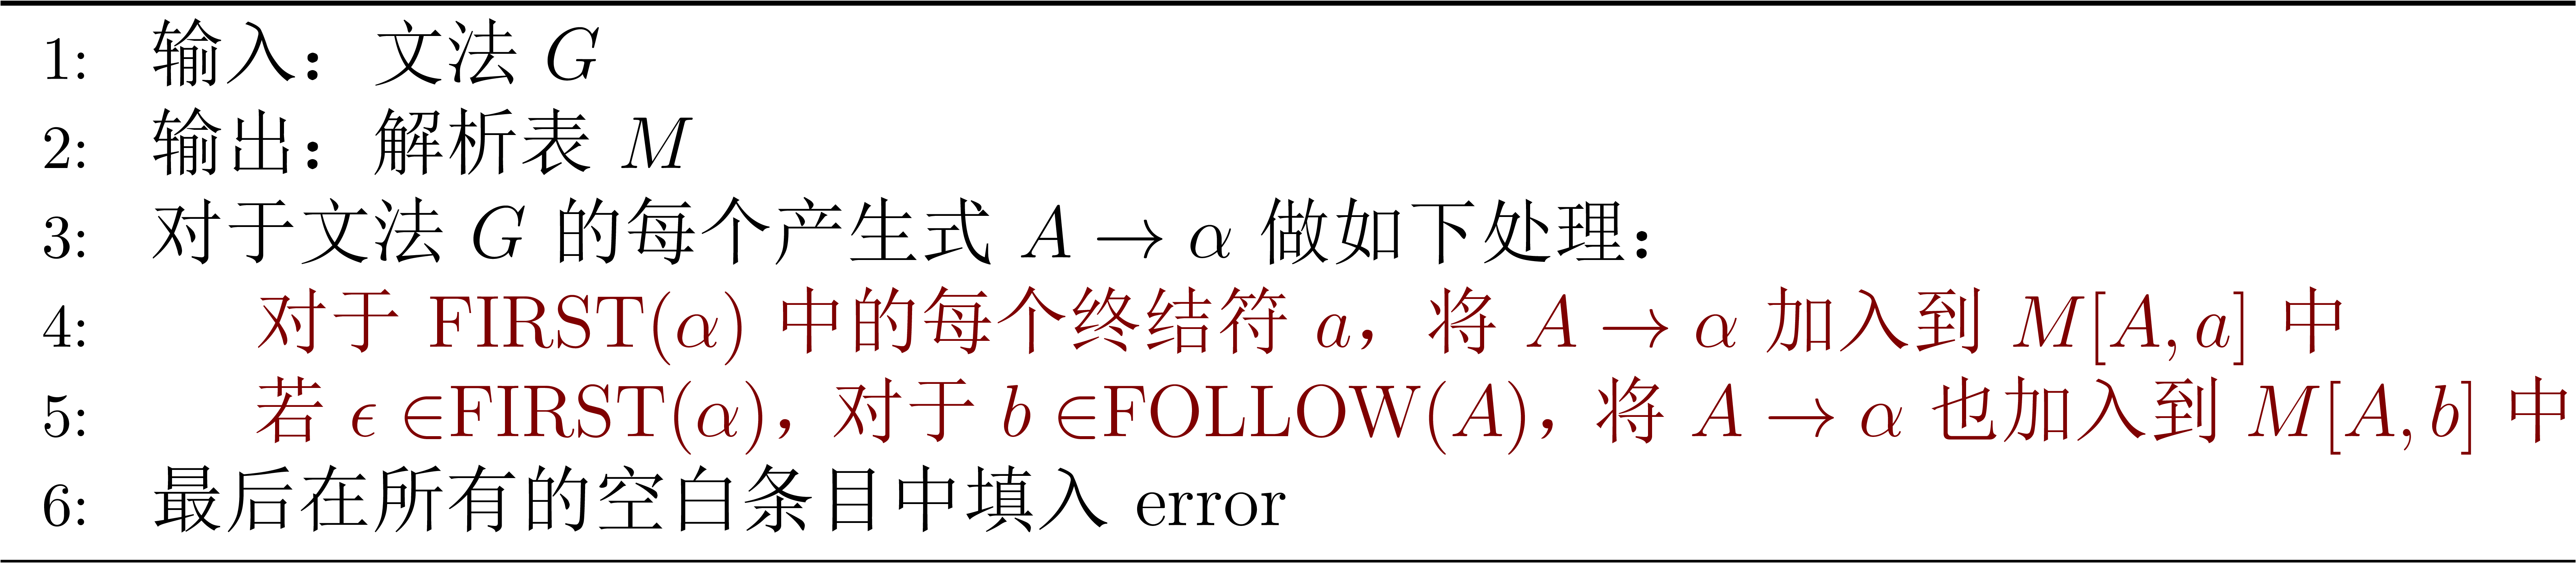 1: 输入：文法 G
2: 输出：解析表 M
3: 对于文法 G 的每个产生式 A → α 做如下处理：
4: 对于 FIRST(α) 中的每个终结符 a，将 A → α 加入到 M[A, a] 中
5: 若 ϵ ∈FIRST(α)，对于 b ∈FOLLOW(A)，将 A → α 也加入到 M[A, b] 中
6: 最后在所有的空白条目中填入 error